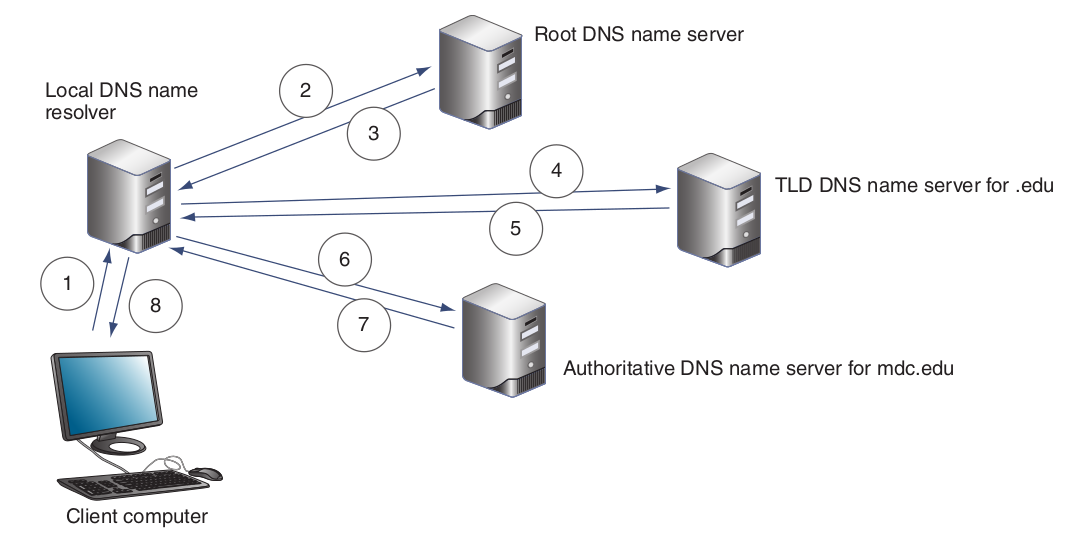 Root DNS name server
Local DNS name
resolver
2
3
4
TLD DNS name server for .edu
5
6
1
8
7
Authoritative DNS name server for mdc.edu
Client computer